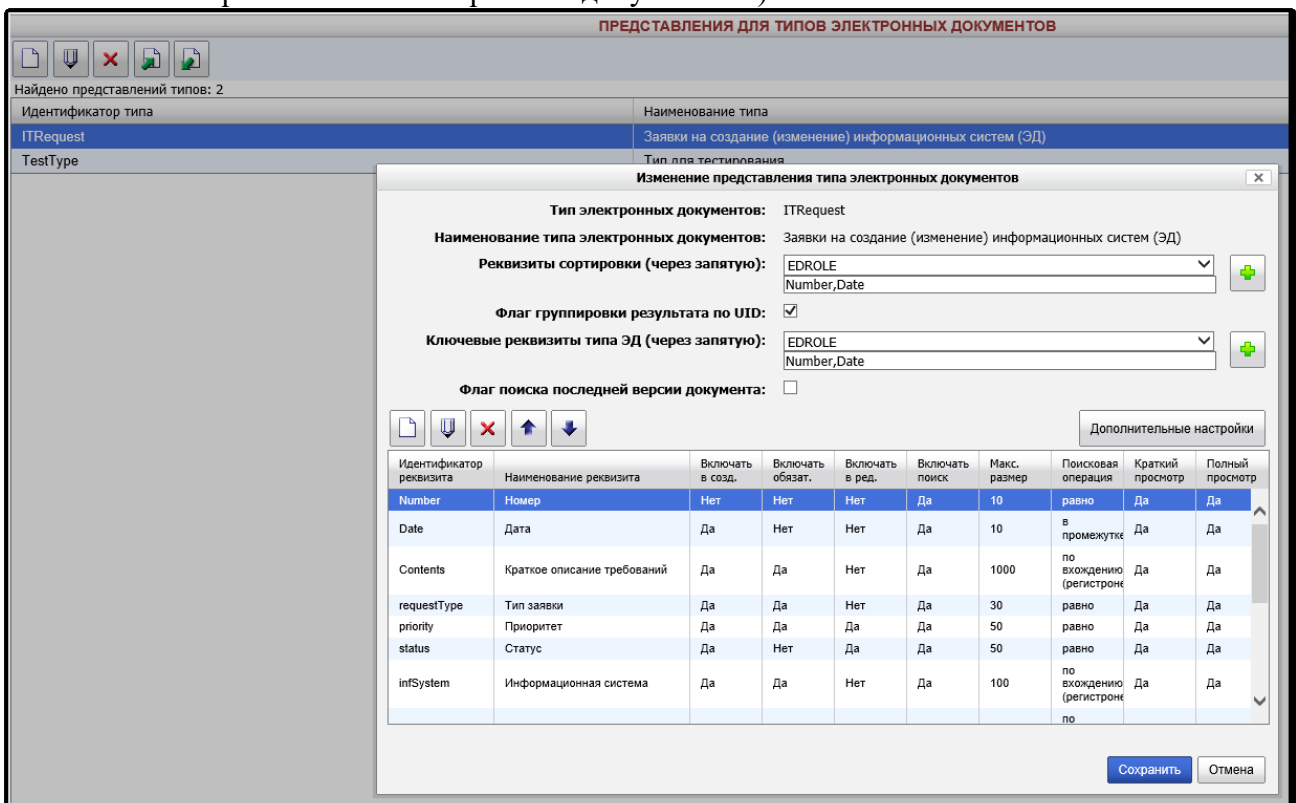 ПРЕДСТАВЛЕНИЯ ДЛЯ ТИПОВ ЭЛЕКТРОННЫХ ДОКУМЕНТОВ
Найдено представлений типов: 2
Идентификатор типа Наименование типа
ITRequest Заявки на создание (изменение) информационных систем (ЭД)
TestType Тип для тестирования
Изменение представления типа электронных документов
Тип электронных документов: ITRequest
Наименование типа электронных документов: Заявки на создание (изменение) информационных систем (ЭД)
Реквизиты сортировки (через запятую): EDROLE
Number,Date
Флаг группировки результата по UID:
Ключевые реквизиты типа ЭД (через запятую): EDROLE
Number,Date
Флаг поиска последней версии документа:
Дополнительные настройки
Идентификатор реквизита Наименование реквизита Включать в созд. Включать обязат. Включать в ред. Включать поиск Макс. размер Поисковая операция Краткий просмотр Полный просмотр
Number Номер Нет Нет Нет Да 10 равно Да Да
Date Дата Да Нет Нет Да 10 в промежутке Да Да
Contents Краткое описание требований Да Да Нет Да 1000 по вхождению (регистроне Да Да
requestType Тип заявки Да Да Нет Да 30 равно Да Да
priority Приоритет Да Да Да Да 50 равно Да Да
status Статус Да Нет Да Да 50 равно Да Да
infSystem Информационная система Да Да Нет Да 100 по вхождению (регистроне Да Да
по
Сохранить Отмена